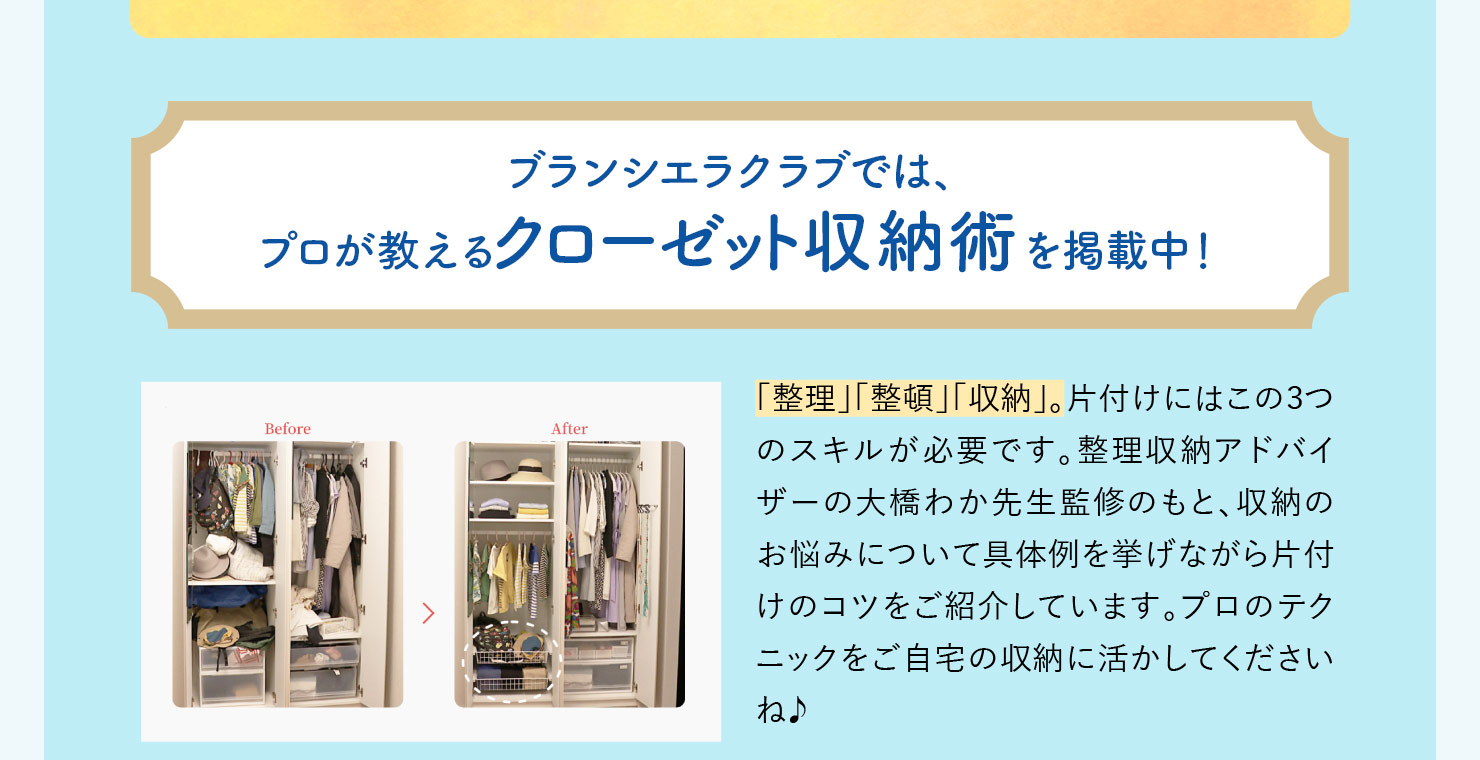 ブランシエラクラブでは、
プロが教えるクローゼット収納術を掲載中!
Before
After
「整理」「整頓」「収納」。片付けにはこの3つ
のスキルが必要です。整理収納アドバイ
ザーの大橋わか先生監修のもと、収納の
お悩みについて具体例を挙げながら片付
けのコツをご紹介しています。プロのテク
ニックをご自宅の収納に活かしてください
ね♪